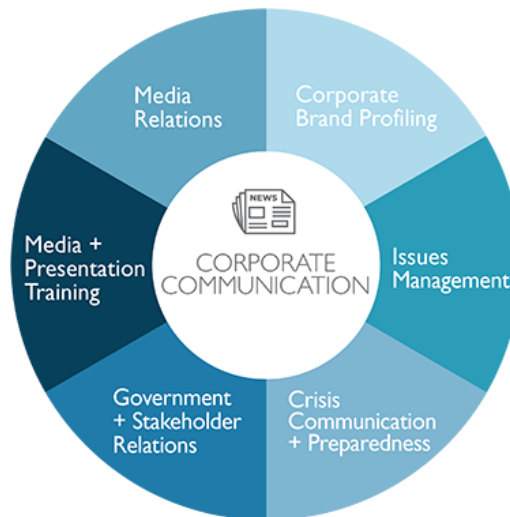 Media
Relations
Corporate
Brand Profiling
Media +
Presentation
Training
NEWS
CORPORATE
COMMUNICATION
Issues
Management
Government
+ Stakeholder
Relations
Crisis
Communication
+ Preparedness